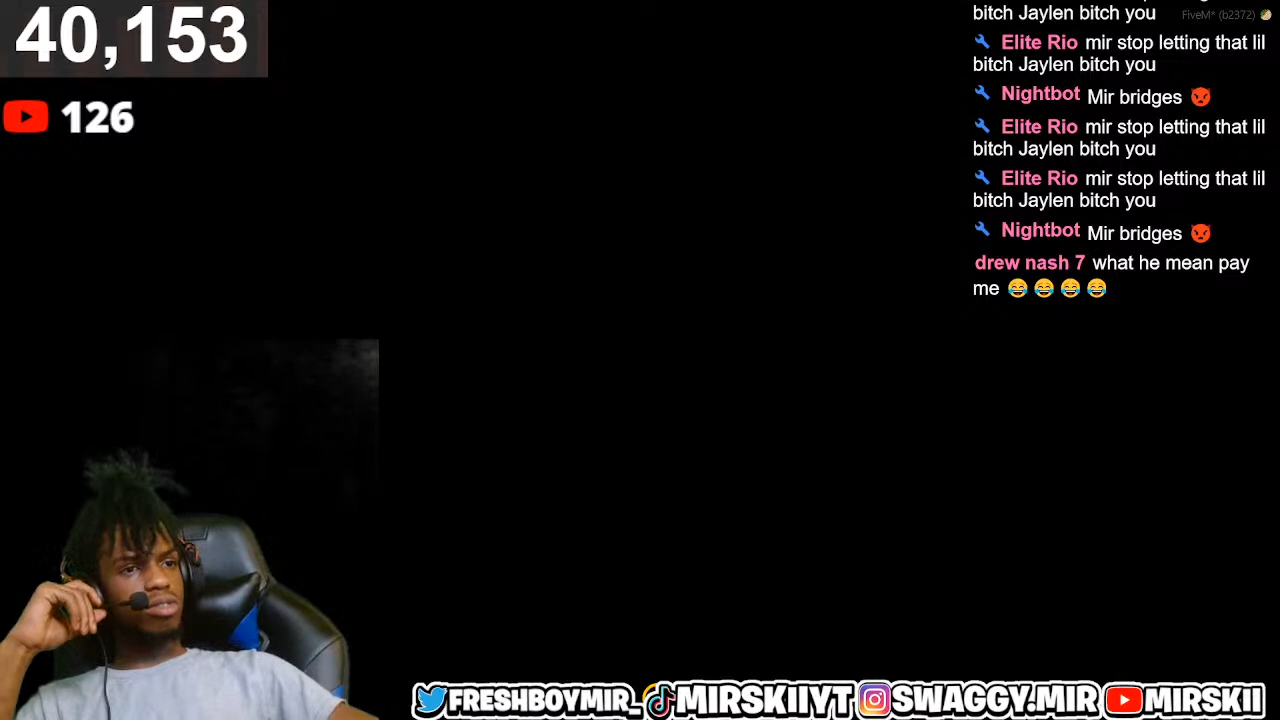 40,153
126
bitch Jaylen bitch you
FiveM* (b2372)
Elite Rio mir stop letting that lil
bitch Jaylen bitch you
Nightbot Mir bridges 😡
Elite Rio mir stop letting that lil
bitch Jaylen bitch you
Elite Rio mir stop letting that lil
bitch Jaylen bitch you
Nightbot Mir bridges 😡
drew nash 7 what he mean pay
me 😂 😂 😂 😂
FRESHBOYMIR_ MIRSKIIYT SWAGGY.MIR MIRSKII